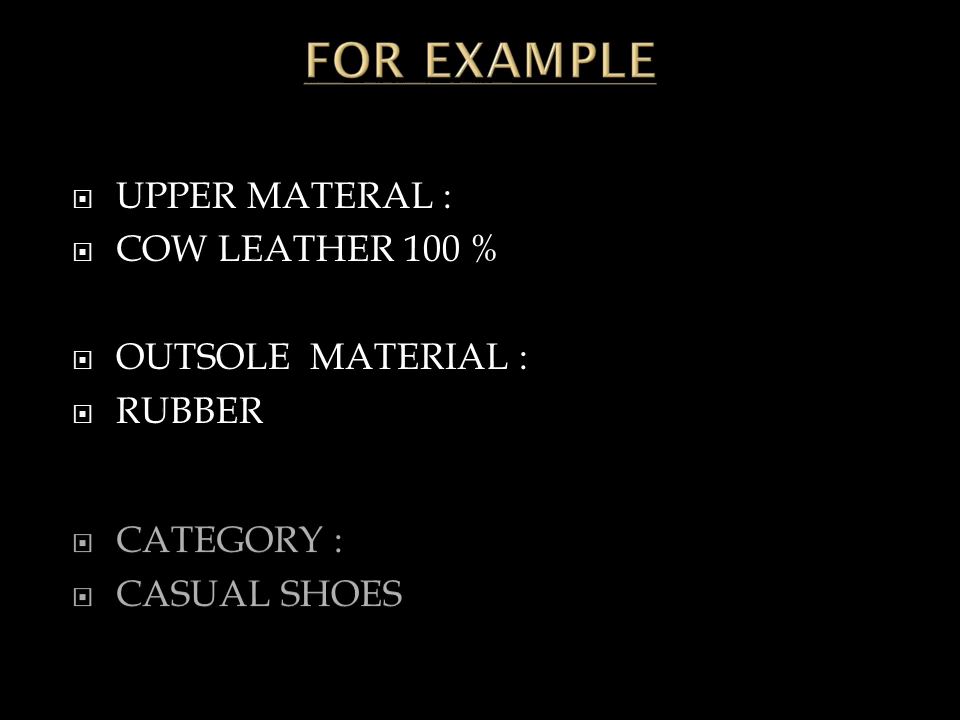 FOR EXAMPLE
UPPER MATERAL :
COW LEATHER 100 %
OUTSOLE MATERIAL :
RUBBER
CATEGORY :
CASUAL SHOES